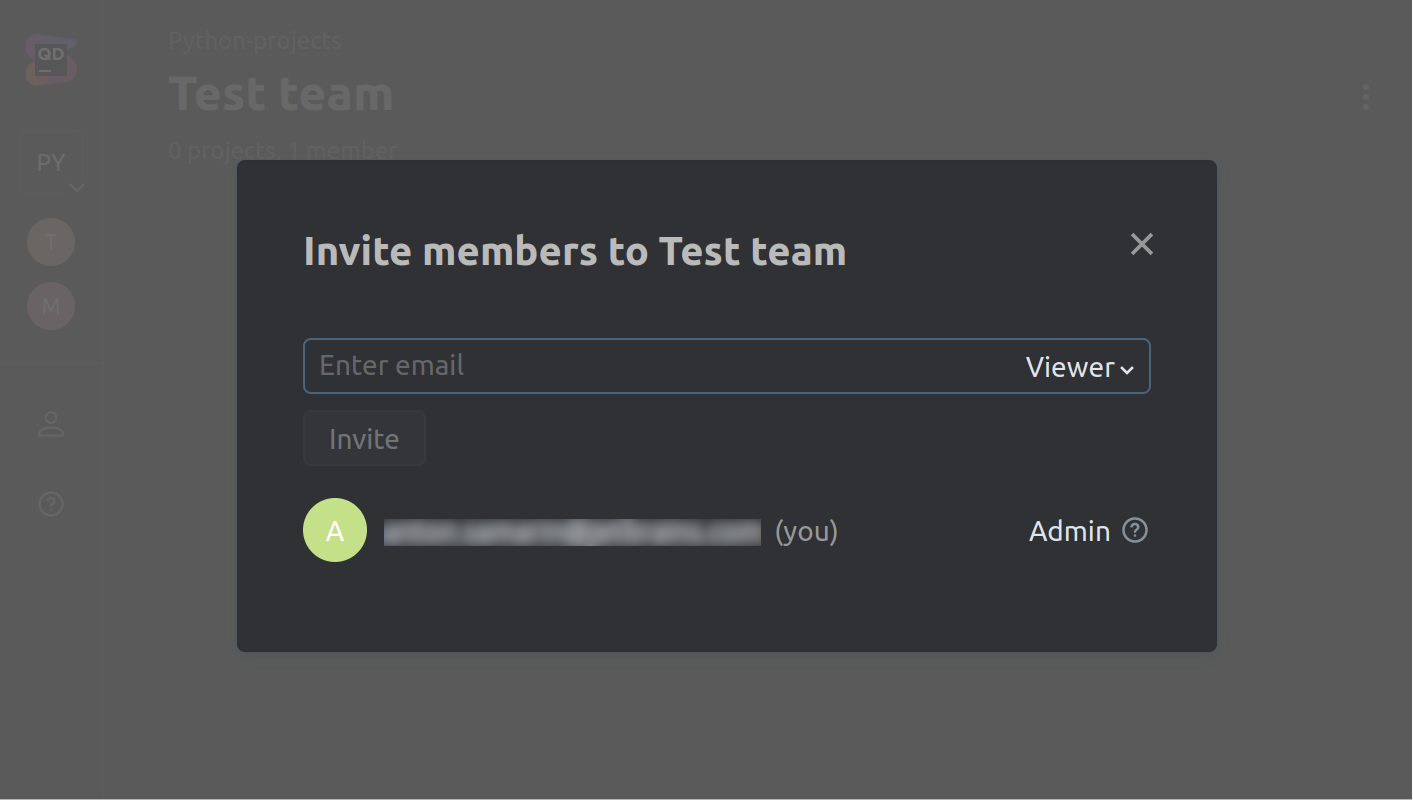 QD
Python-projects
Test team
0 projects, 1 member
PY
T
M
Invite members to Test team
Enter email
Viewer
Invite
A (you) Admin